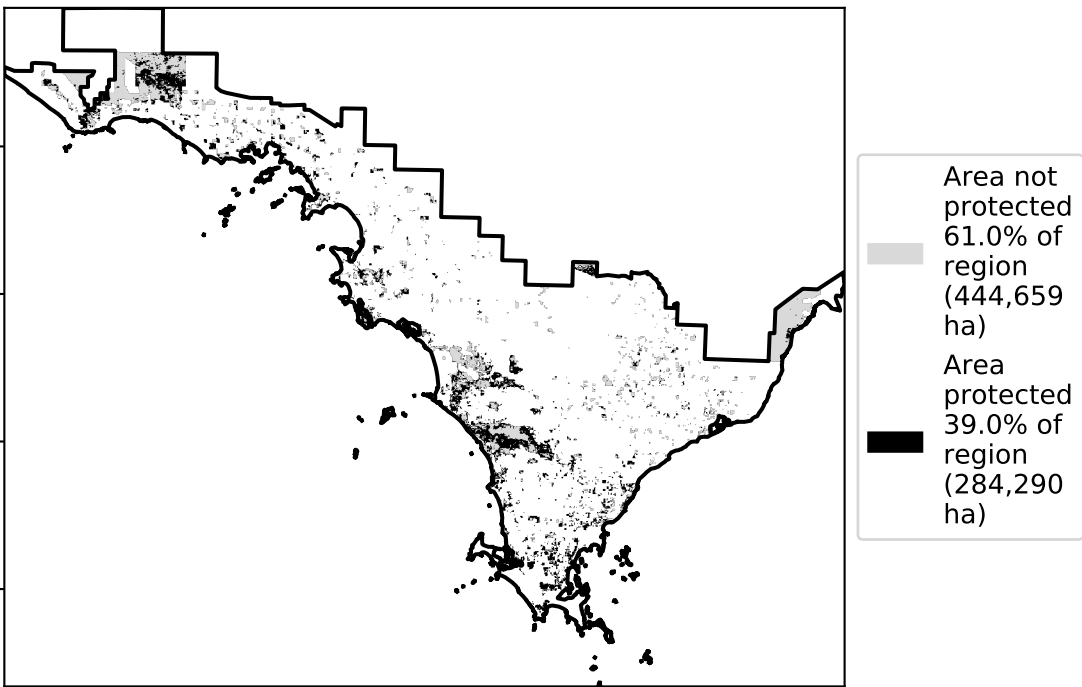 Area not
protected
61.0% of
region
(444,659
ha)
Area
protected
39.0% of
region
(284,290
ha)